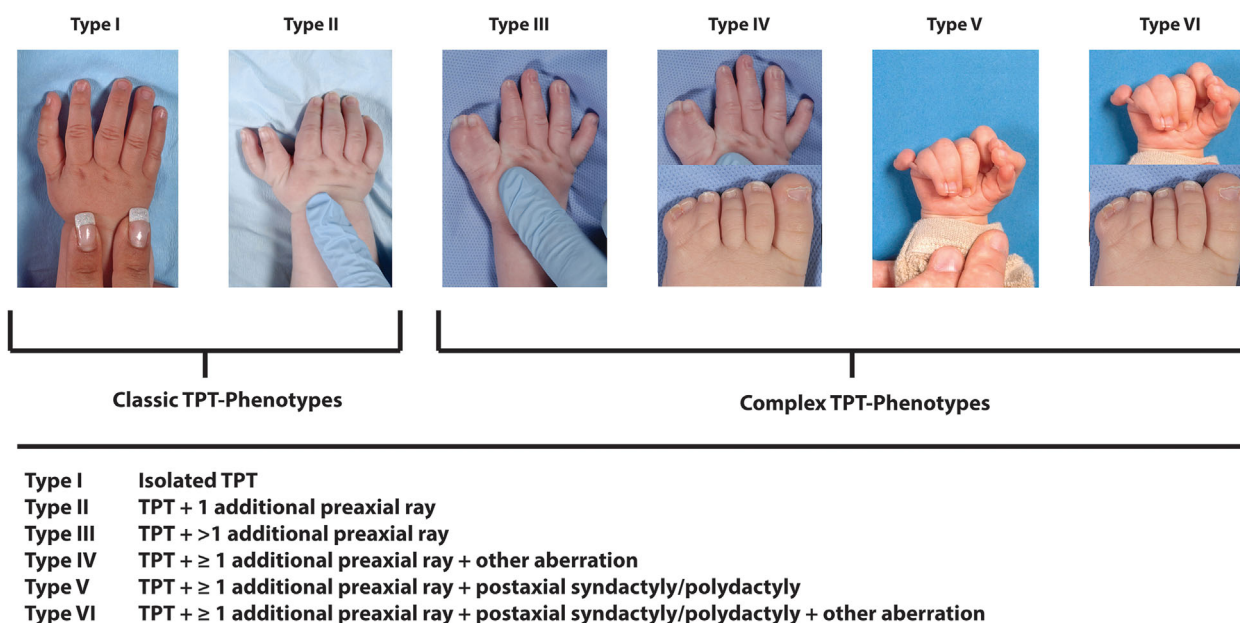 Type I Type II Type III Type IV Type V Type VI
Classic TPT-Phenotypes
Complex TPT-Phenotypes
Type I Isolated TPT
Type II TPT + 1 additional preaxial ray
Type III TPT + >1 additional preaxial ray
Type IV TPT + ≥ 1 additional preaxial ray + other aberration
Type V TPT + ≥ 1 additional preaxial ray + postaxial syndactyly/polydactyly
Type VI TPT + ≥ 1 additional preaxial ray + postaxial syndactyly/polydactyly + other aberration